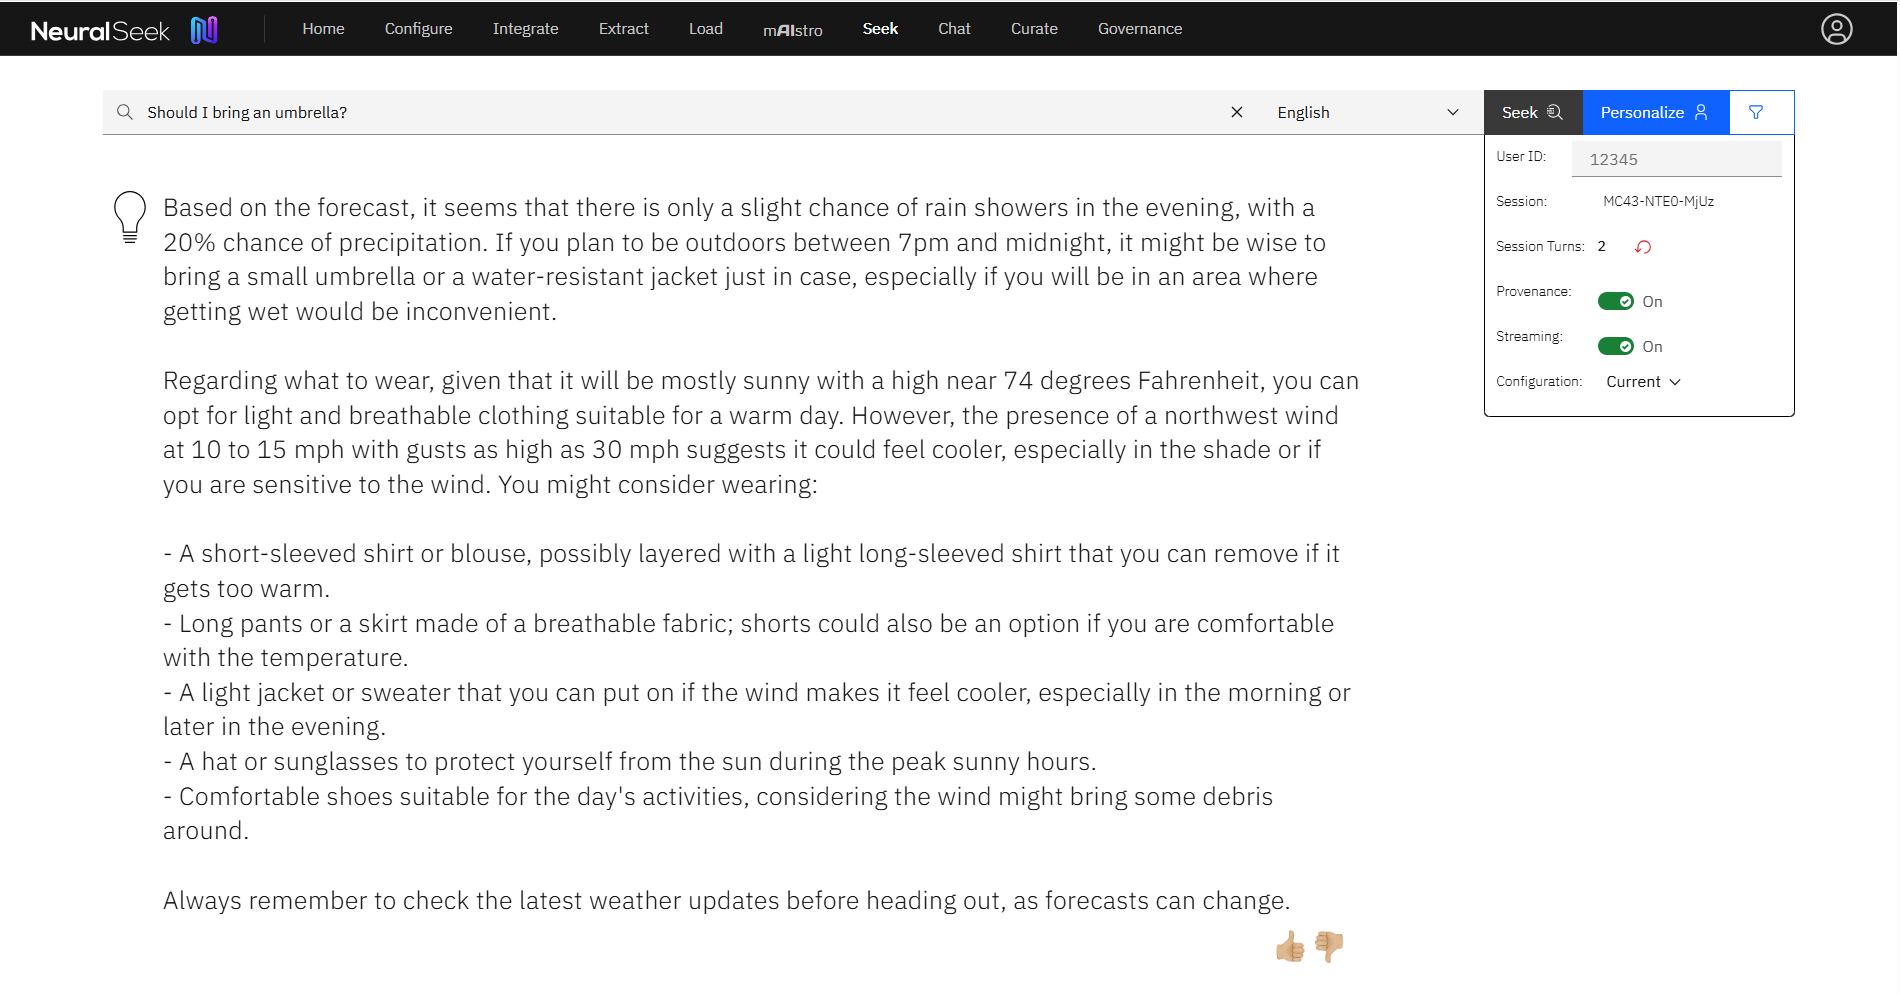 NeuralSeek Home Configure Integrate Extract Load mAIstro Seek Chat Curate Governance
Should I bring an umbrella? English Seek Personalize
User ID: 12345
Session: MC43-NTE0-MjUz
Session Turns: 2
Provenance: On
Streaming: On
Configuration: Current
Based on the forecast, it seems that there is only a slight chance of rain showers in the evening, with a
20% chance of precipitation. If you plan to be outdoors between 7pm and midnight, it might be wise to
bring a small umbrella or a water-resistant jacket just in case, especially if you will be in an area where
getting wet would be inconvenient.
Regarding what to wear, given that it will be mostly sunny with a high near 74 degrees Fahrenheit, you can
opt for light and breathable clothing suitable for a warm day. However, the presence of a northwest wind
at 10 to 15 mph with gusts as high as 30 mph suggests it could feel cooler, especially in the shade or if
you are sensitive to the wind. You might consider wearing:
- A short-sleeved shirt or blouse, possibly layered with a light long-sleeved shirt that you can remove if it
gets too warm.
- Long pants or a skirt made of a breathable fabric; shorts could also be an option if you are comfortable
with the temperature.
- A light jacket or sweater that you can put on if the wind makes it feel cooler, especially in the morning or
later in the evening.
- A hat or sunglasses to protect yourself from the sun during the peak sunny hours.
- Comfortable shoes suitable for the day's activities, considering the wind might bring some debris
around.
Always remember to check the latest weather updates before heading out, as forecasts can change.